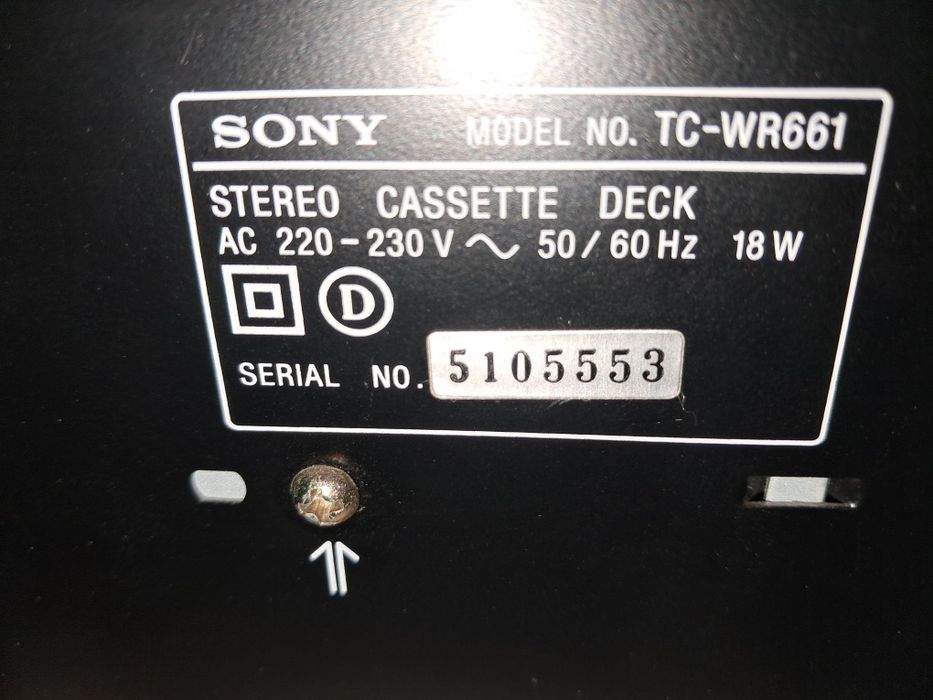 SONY MODEL NO. TC-WR661
STEREO CASSETTE DECK
AC 220-230 V ~ 50/60 Hz 18 W
D
SERIAL NO. 5105553